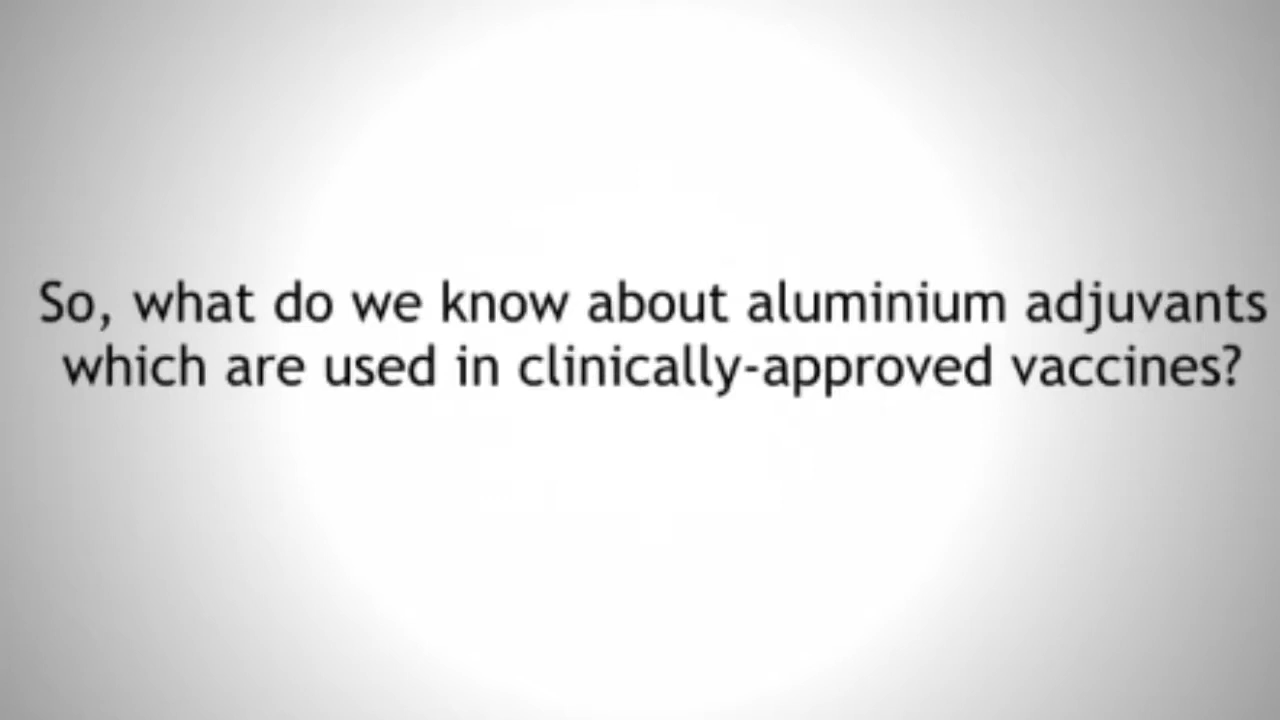 So, what do we know about aluminium adjuvants
which are used in clinically-approved vaccines?